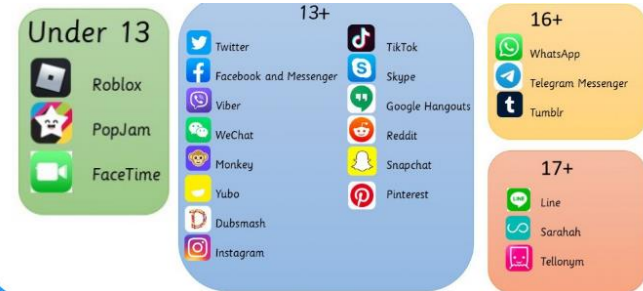 Under 13
Roblox
PopJam
FaceTime
13+
Twitter
Facebook and Messenger
Viber
WeChat
Monkey
Yubo
Dubsmash
Instagram
TikTok
Skype
Google Hangouts
Reddit
Snapchat
Pinterest
16+
WhatsApp
Telegram Messenger
Tumblr
17+
Line
Sarahah
Tellonym